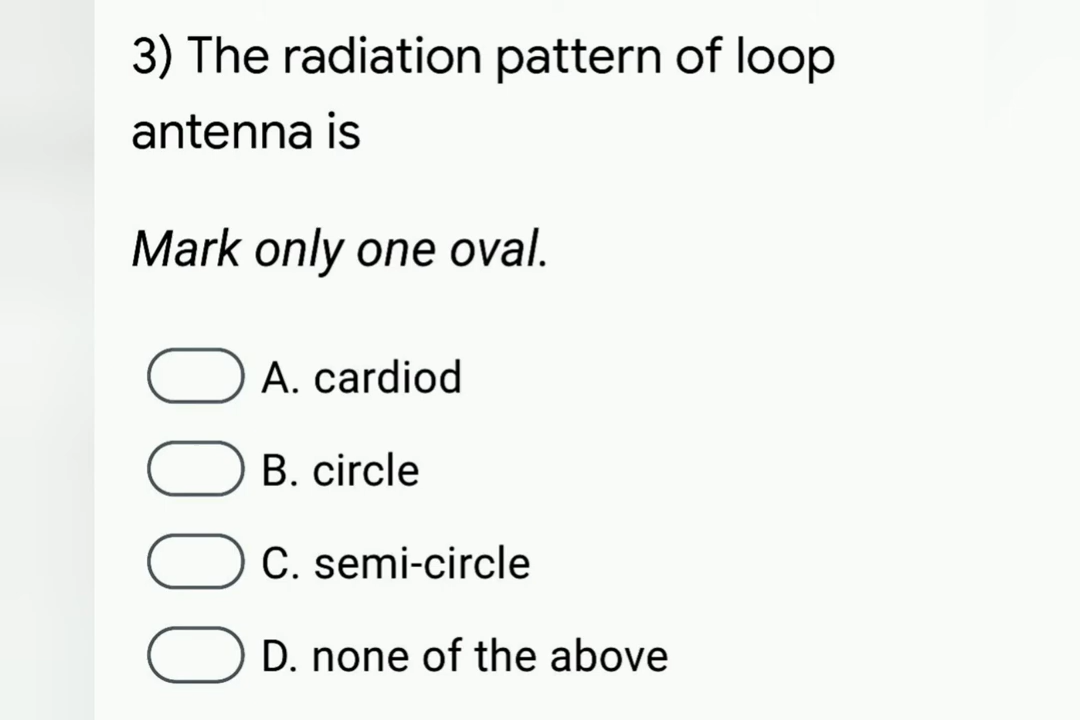 3) The radiation pattern of loop
antenna is
Mark only one oval.
A. cardiod
B. circle
C. semi-circle
D. none of the above